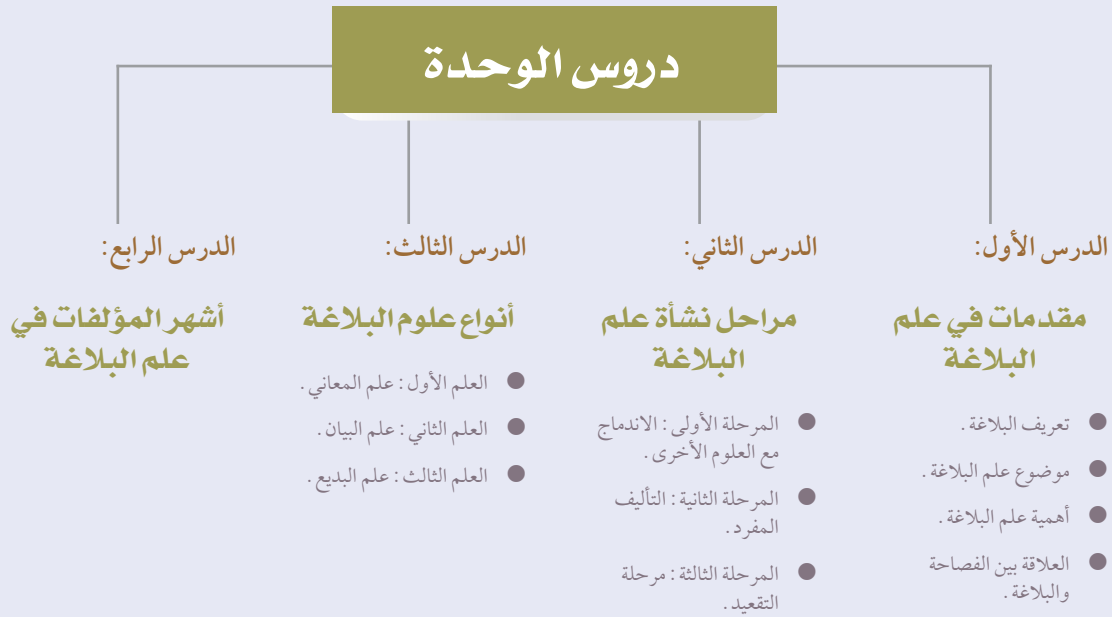 دروس الوحدة
الدرس الأول:
مقدمات في علم
البلاغة
تعريف البلاغة.
موضوع علم البلاغة.
أهمية علم البلاغة.
العلاقة بين الفصاحة
والبلاغة.
الدرس الثاني:
مراحل نشأة علم
البلاغة
المرحلة الأولى: الاندماج
مع العلوم الأخرى.
المرحلة الثانية: التأليف
المفرد.
المرحلة الثالثة: مرحلة
التقعيد.
الدرس الثالث:
أنواع علوم البلاغة
العلم الأول: علم المعاني.
العلم الثاني: علم البيان.
العلم الثالث: علم البديع.
الدرس الرابع:
أشهر المؤلفات في
علم البلاغة